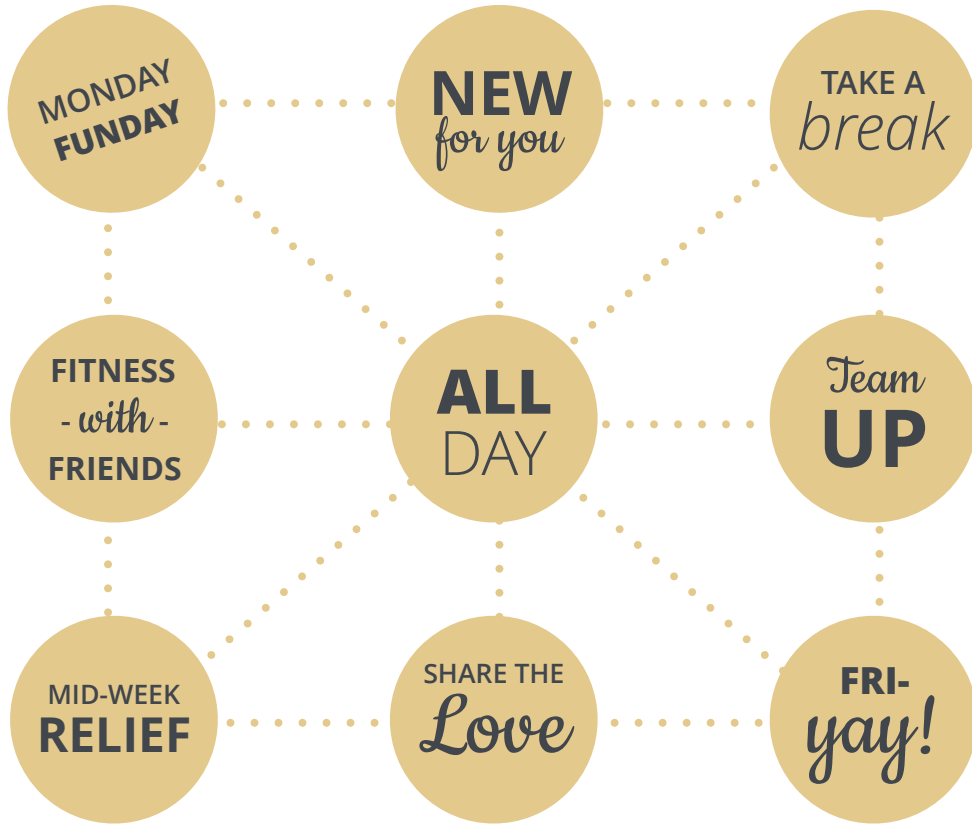 MONDAY
FUNDAY
NEW
for you
TAKE A
break
FITNESS
- with -
FRIENDS
ALL
DAY
Team
UP
MID-WEEK
RELIEF
SHARE THE
Love
FRI-
yay!